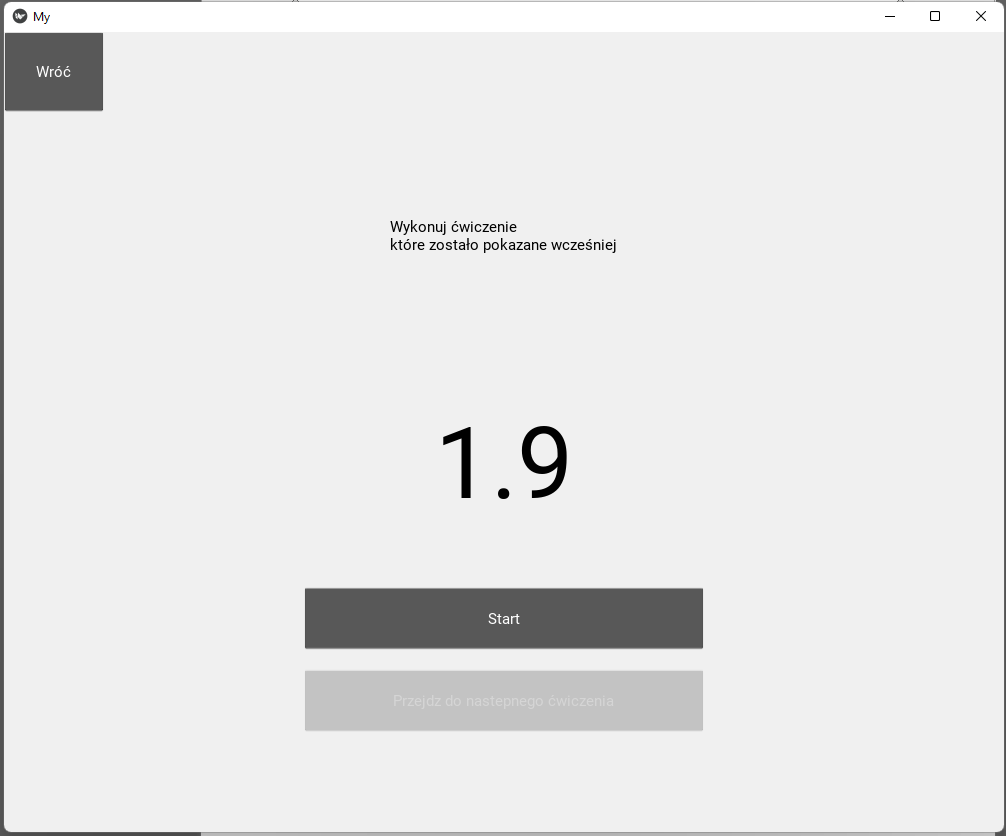 My
Wróć
Wykonuj ćwiczenie
które zostało pokazane wcześniej
1.9
Start
Przejdz do nastepnego ćwiczenia